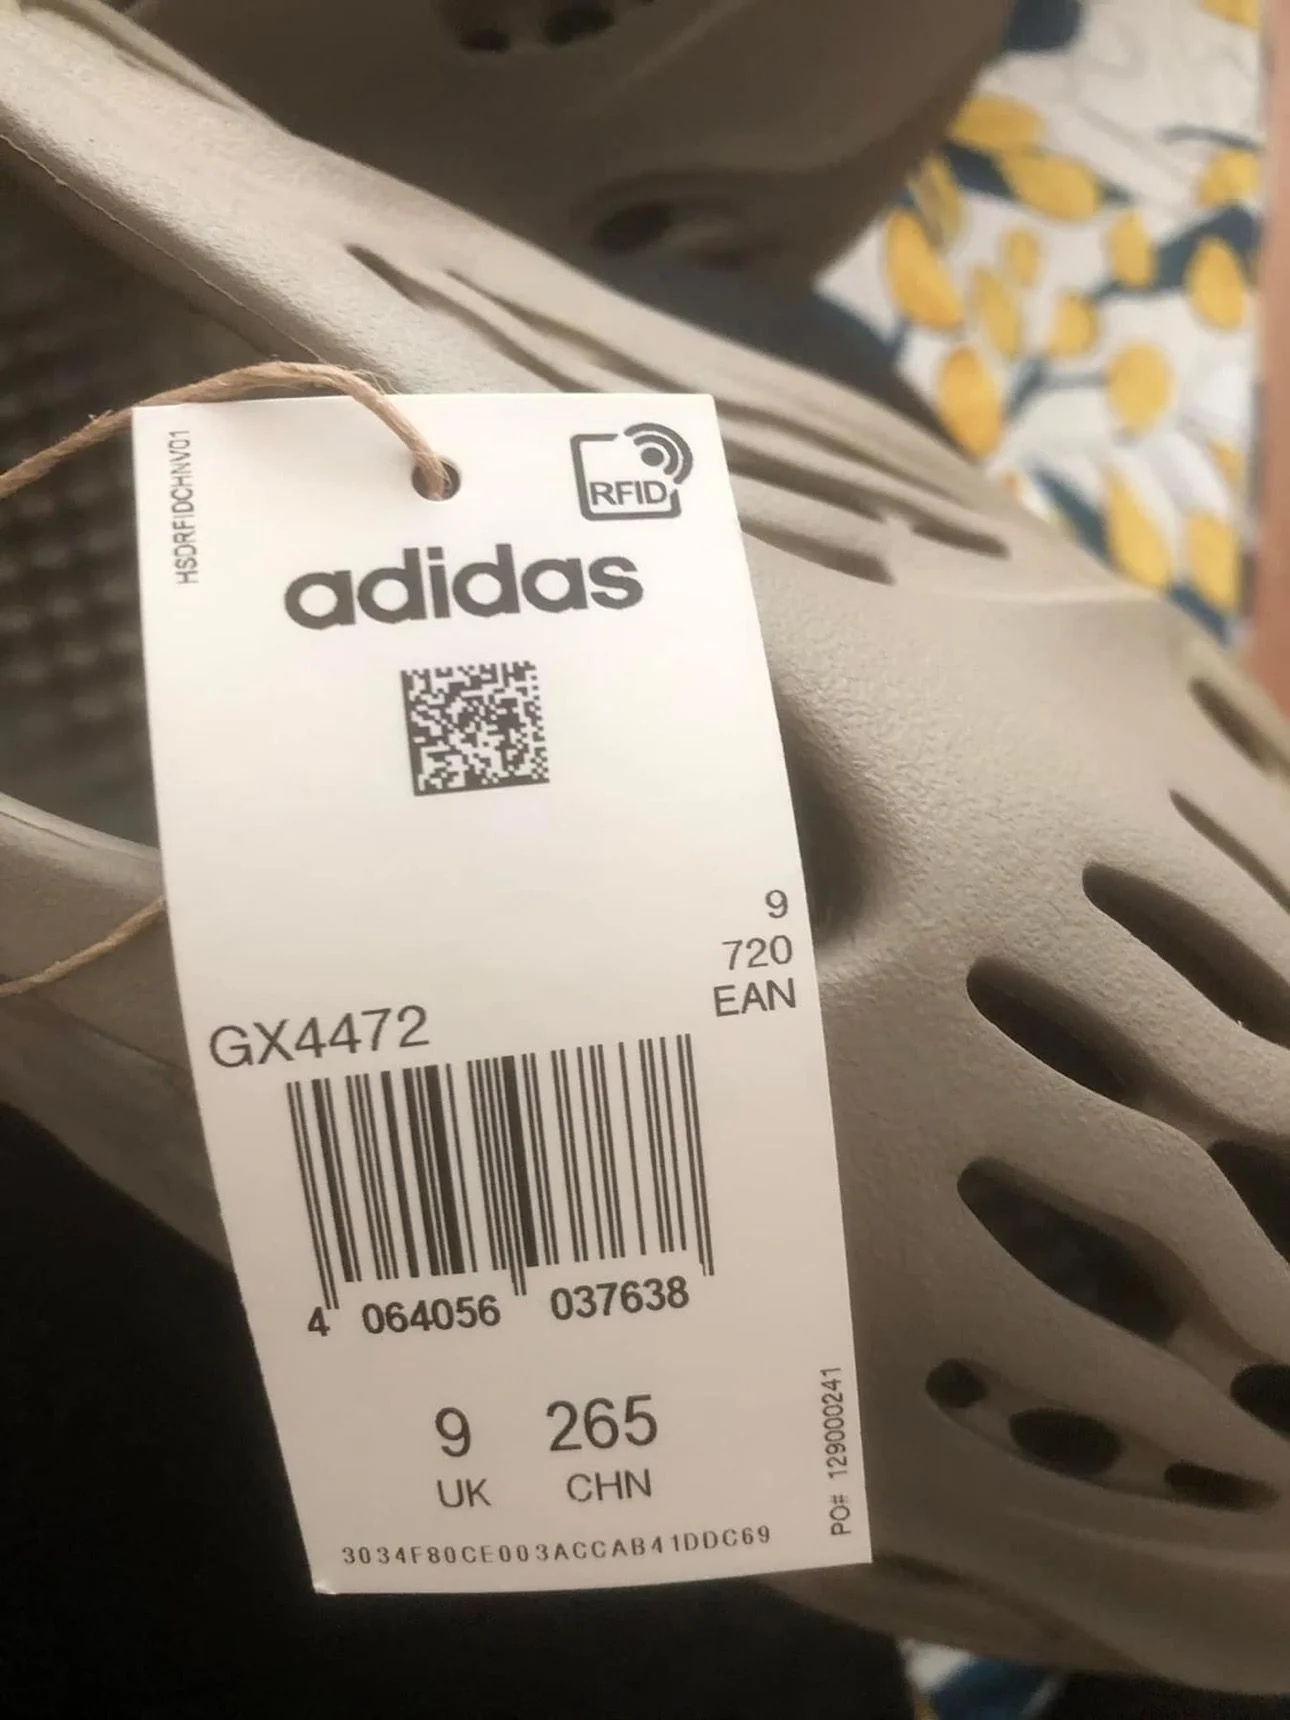 HSDRFIDCHNV01
RFID
adidas
9
720
EAN
GX4472
4 064056 037638
9 265
UK CHN
PO# 129000241
3034F80CE003ACCAB41DDC69